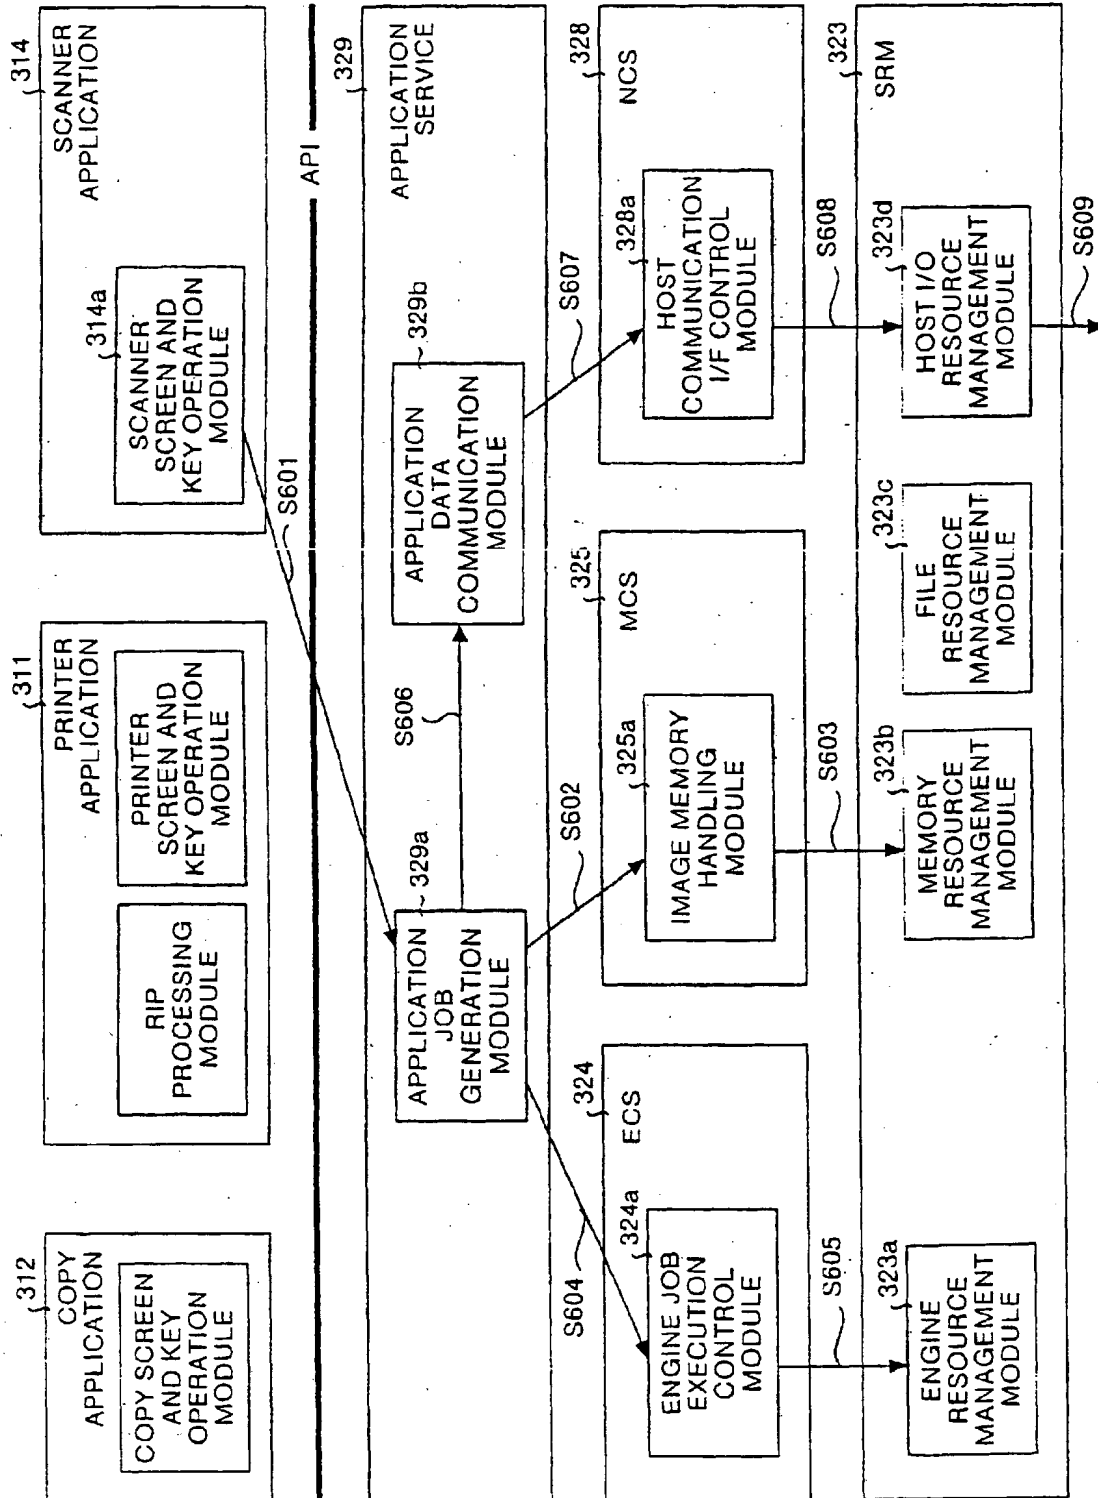 312
COPY
APPLICATION
COPY SCREEN
AND KEY
OPERATION
MODULE
311
PRINTER
APPLICATION
RIP
PROCESSING
MODULE
PRINTER
SCREEN AND
KEY OPERATION
MODULE
314
SCANNER
APPLICATION
314a
SCANNER
SCREEN AND
KEY OPERATION
MODULE
S601
API
329
APPLICATION
SERVICE
329a
APPLICATION
JOB
GENERATION
MODULE
S606
329b
APPLICATION
DATA
COMMUNICATION
MODULE
S604
S602
S607
324
ECS
324a
ENGINE JOB
EXECUTION
CONTROL
MODULE
325
MCS
325a
IMAGE MEMORY
HANDLING
MODULE
328
NCS
328a
HOST
COMMUNICATION
I/F CONTROL
MODULE
S605
S603
S608
323
SRM
323a
ENGINE
RESOURCE
MANAGEMENT
MODULE
323b
MEMORY
RESOURCE
MANAGEMENT
MODULE
323c
FILE
RESOURCE
MANAGEMENT
MODULE
323d
HOST I/O
RESOURCE
MANAGEMENT
MODULE
S609